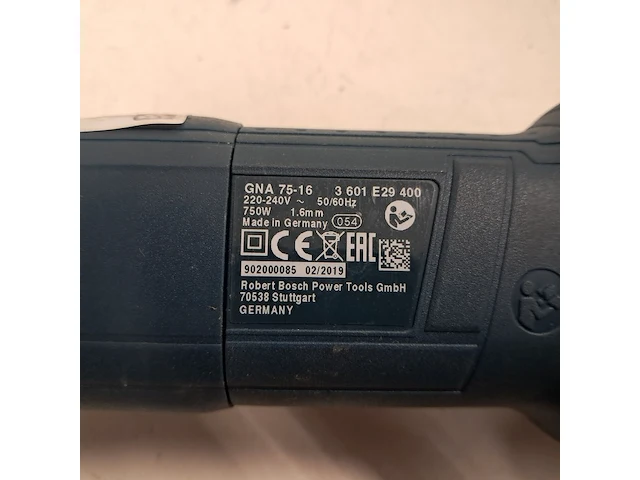 GNA 75-16 3 601 E29 400
220-240V ~ 50/60Hz
750W 1.6mm
Made in Germany 054
CE EAC
902000085 02/2019
Robert Bosch Power Tools GmbH
70538 Stuttgart
GERMANY